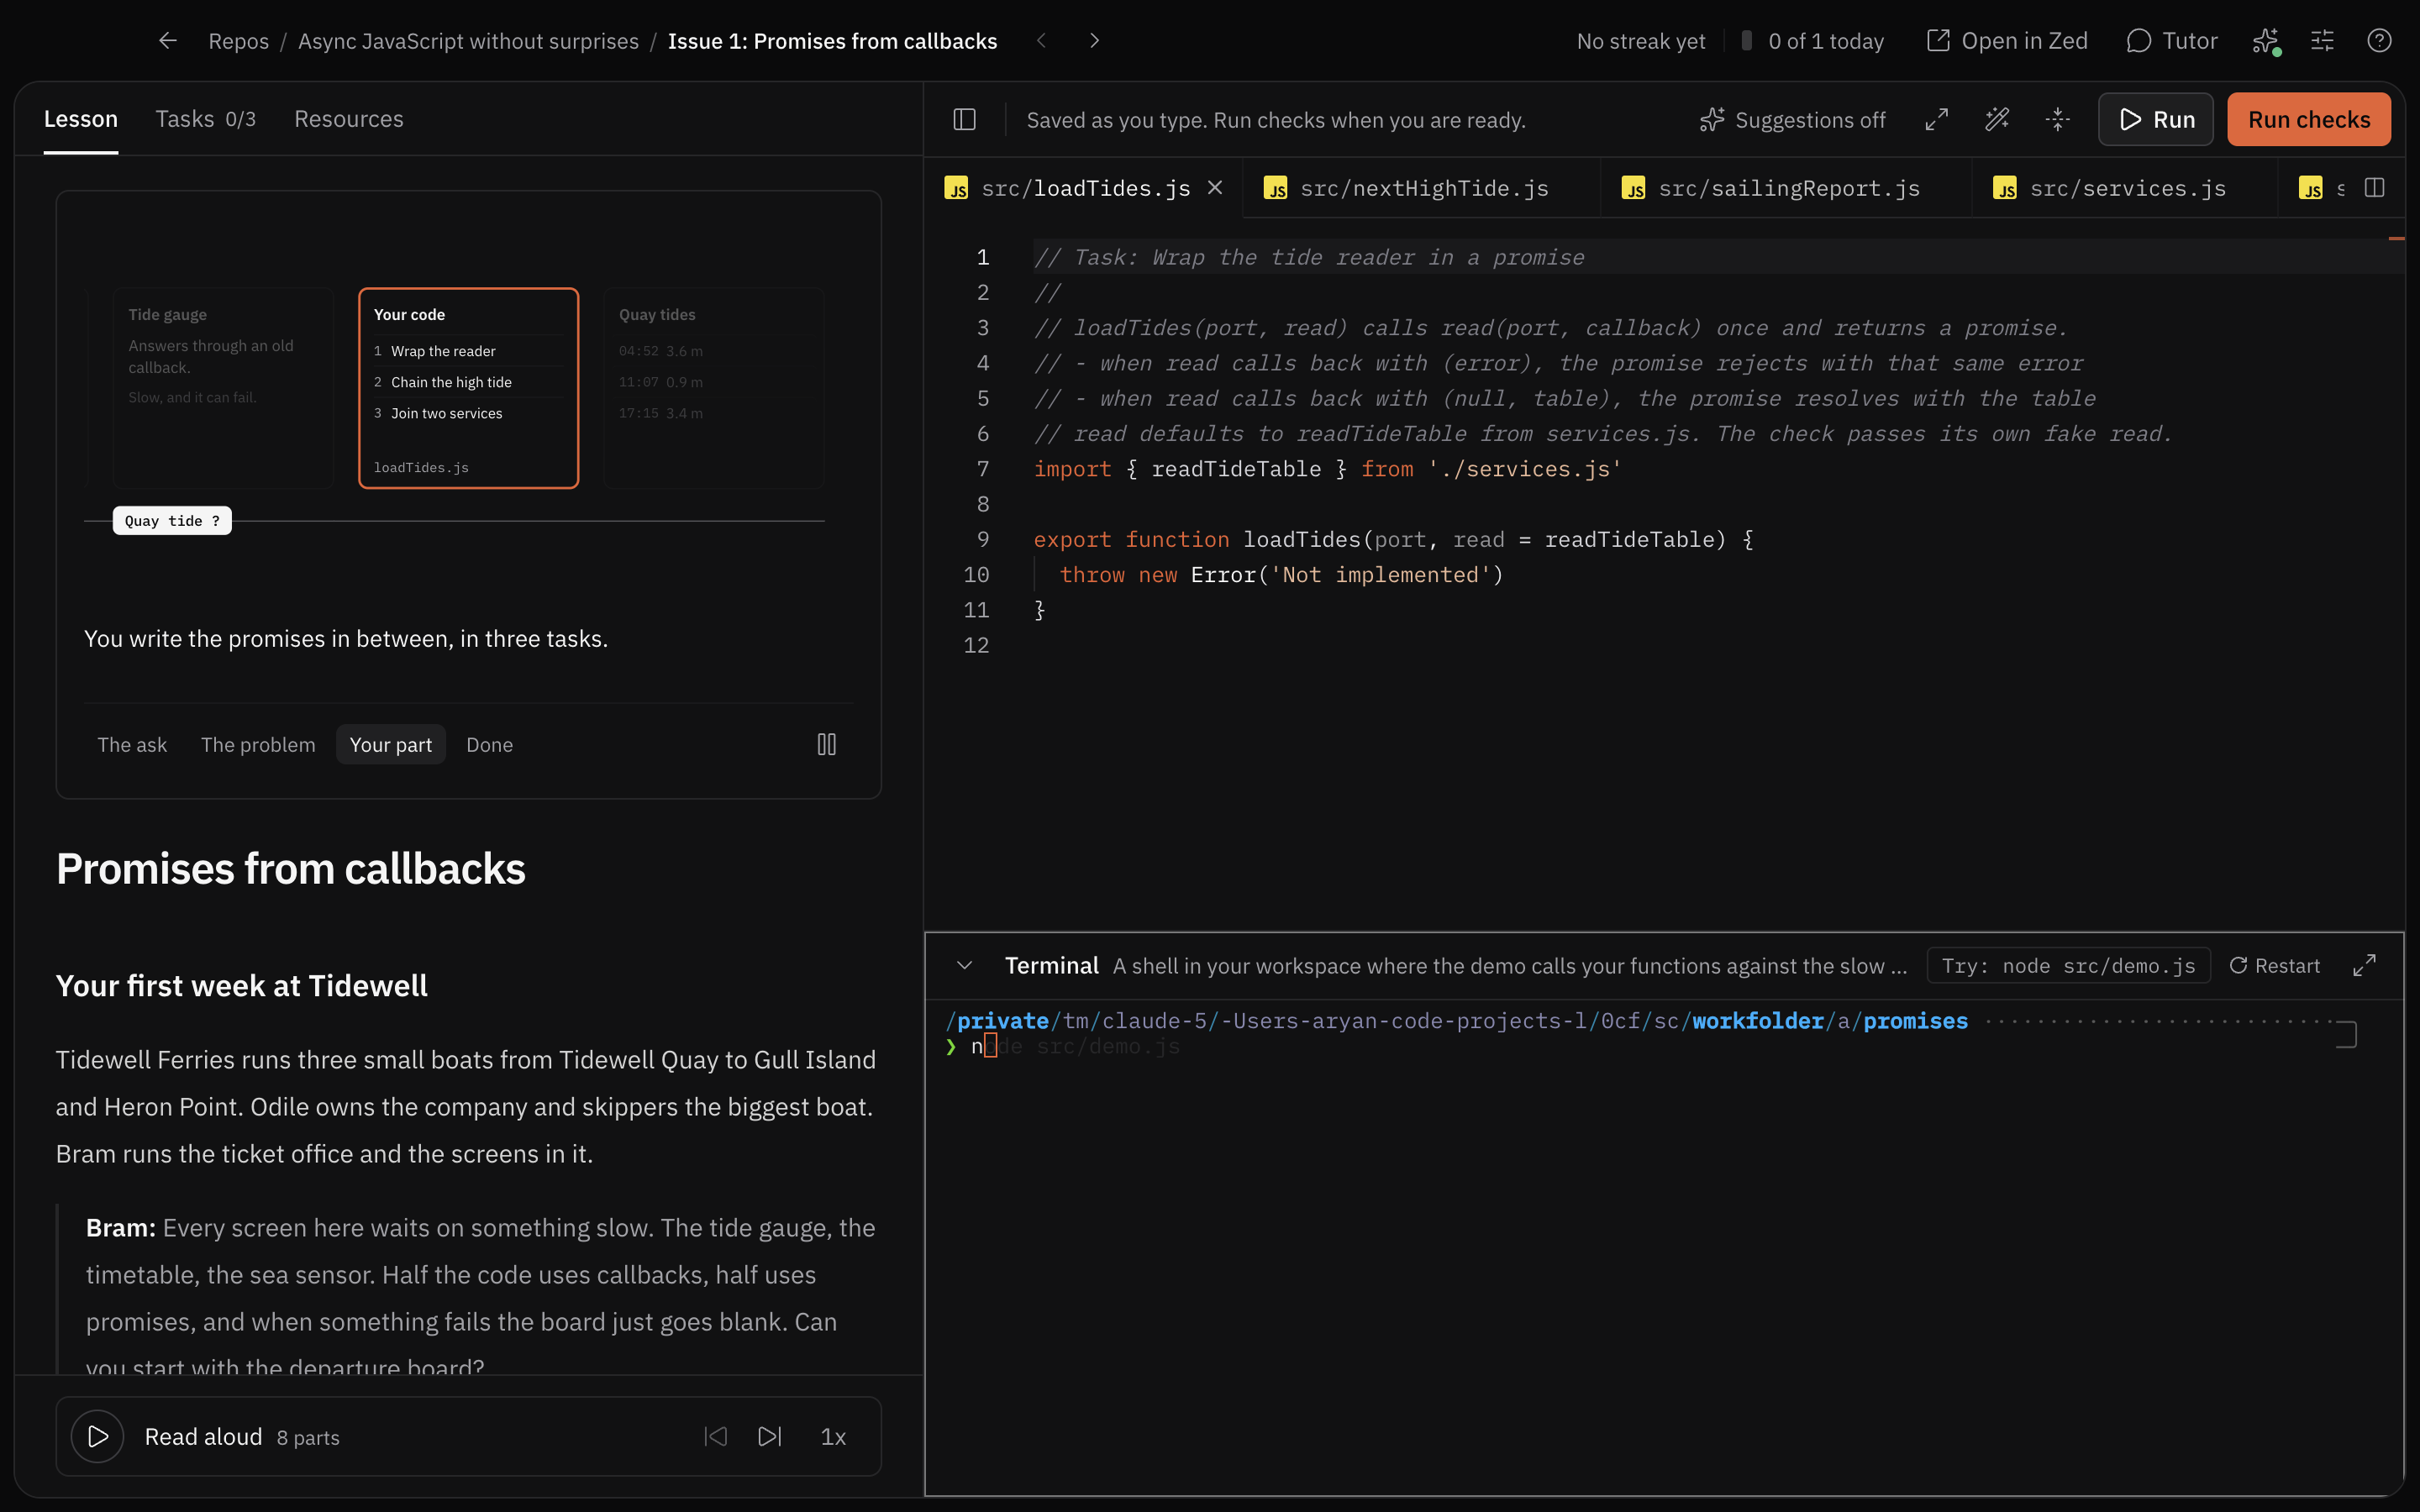 Repos / Async JavaScript without surprises / Issue 1: Promises from callbacks
No streak yet
0 of 1 today
Open in Zed
Tutor
Lesson
Tasks 0/3
Resources
Tide gauge
Answers through an old
callback.
Slow, and it can fail.
Your code
1 Wrap the reader
2 Chain the high tide
3 Join two services
loadTides.js
Quay tides
04:52 3.6 m
11:07 0.9 m
17:15 3.4 m
Quay tide ?
You write the promises in between, in three tasks.
The ask
The problem
Your part
Done
Promises from callbacks
Your first week at Tidewell
Tidewell Ferries runs three small boats from Tidewell Quay to Gull Island
and Heron Point. Odile owns the company and skippers the biggest boat.
Bram runs the ticket office and the screens in it.
Bram: Every screen here waits on something slow. The tide gauge, the
timetable, the sea sensor. Half the code uses callbacks, half uses
promises, and when something fails the board just goes blank. Can
you start with the departure board?
Read aloud 8 parts
1x
Saved as you type. Run checks when you are ready.
Suggestions off
Run
Run checks
JS src/loadTides.js
JS src/nextHighTide.js
JS src/sailingReport.js
JS src/services.js
JS s
1 // Task: Wrap the tide reader in a promise
2 //
3 // loadTides(port, read) calls read(port, callback) once and returns a promise.
4 // - when read calls back with (error), the promise rejects with that same error
5 // - when read calls back with (null, table), the promise resolves with the table
6 // read defaults to readTideTable from services.js. The check passes its own fake read.
7 import { readTideTable } from './services.js'
8
9 export function loadTides(port, read = readTideTable) {
10 throw new Error('Not implemented')
11 }
12
Terminal
A shell in your workspace where the demo calls your functions against the slow ...
Try: node src/demo.js
Restart
/private/tm/claude-5/-Users-aryan-code-projects-l/0cf/sc/workfolder/a/promises
❯ node src/demo.js